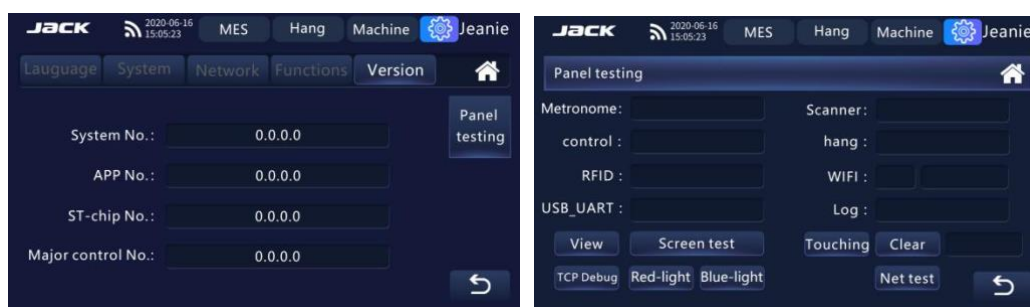 JACK 2020-06-16 15:05:23 MES Hang Machine Jeanie
Lauguage System Network Functions Version
Panel testing
System No.: 0.0.0.0
APP No.: 0.0.0.0
ST-chip No.: 0.0.0.0
Major control No.: 0.0.0.0
JACK 2020-06-16 15:05:23 MES Hang Machine Jeanie
Panel testing
Metronome: Scanner:
control : hang :
RFID : WIFI :
USB_UART : Log :
View Screen test Touching Clear
TCP Debug Red-light Blue-light Net test